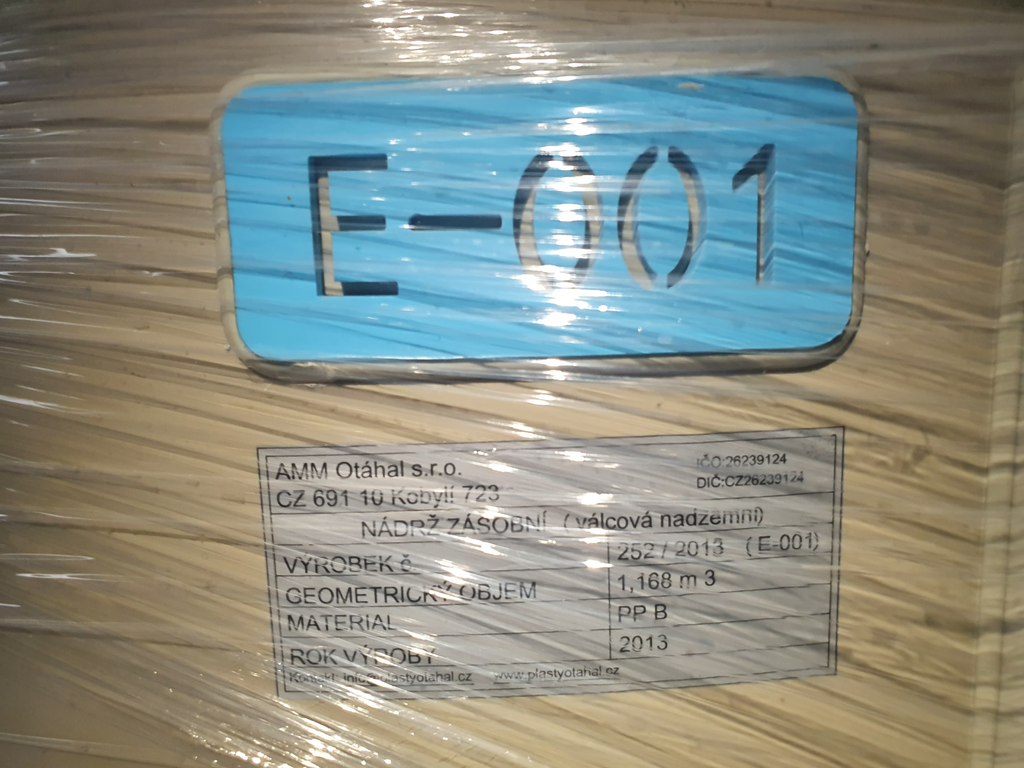 E-001
AMM Otáhal s.r.o. IČO:26239124
CZ 691 10 Kobylí 723 DIČ:CZ26239124
NÁDRŽ ZÁSOBNÍ (válcová nadzemní)
VÝROBEK č. 252 / 2013 (E-001)
GEOMETRICKÝ OBJEM 1,168 m 3
MATERIAL PP B
ROK VÝROBY 2013
Kontakt: info@plastyotahal.cz www.plastyotahal.cz